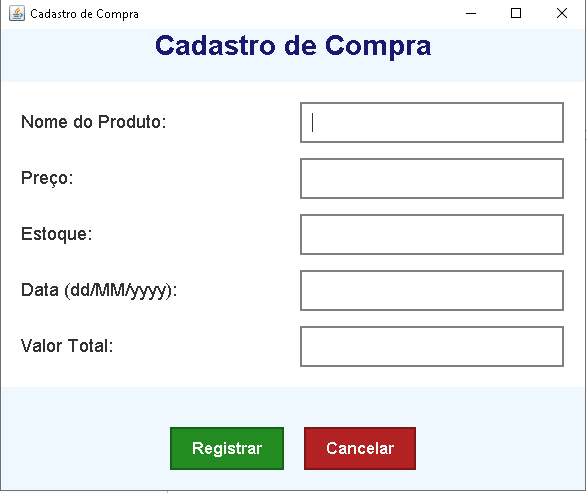 Cadastro de Compra
Cadastro de Compra
Nome do Produto:
Preço:
Estoque:
Data (dd/MM/yyyy):
Valor Total:
Registrar Cancelar